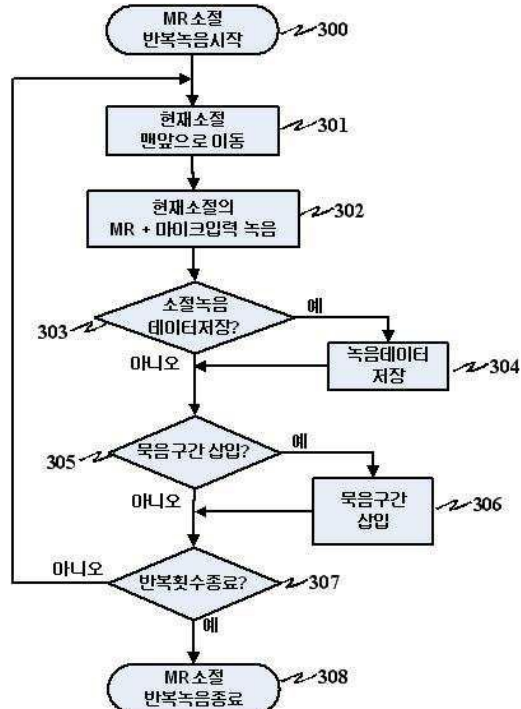 MR소절
반복녹음시작
300
현재소절
맨앞으로 이동
301
현재소절의
MR + 마이크입력 녹음
302
소절녹음
데이터저장?
303
예
녹음데이터
저장
304
아니오
묵음구간 삽입?
305
예
묵음구간
삽입
306
아니오
반복횟수종료?
307
아니오
예
MR소절
반복녹음종료
308